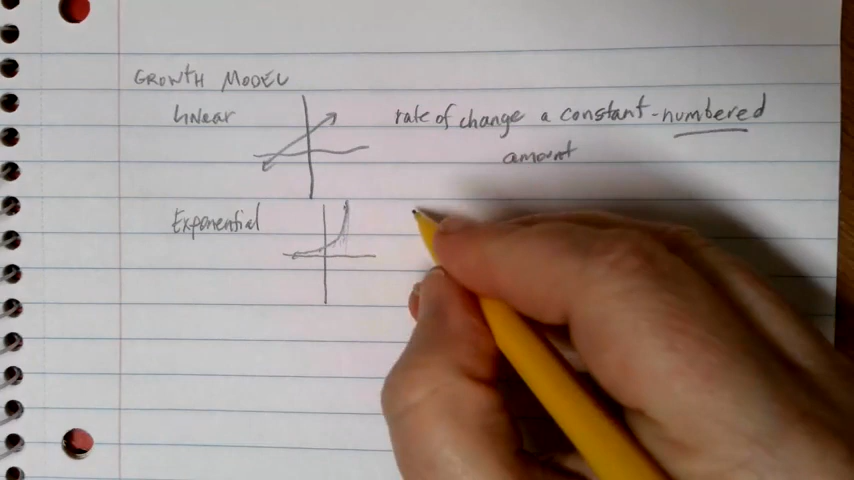 GROWTH MODEL
linear rate of change a constant-numbered
amount
Exponential